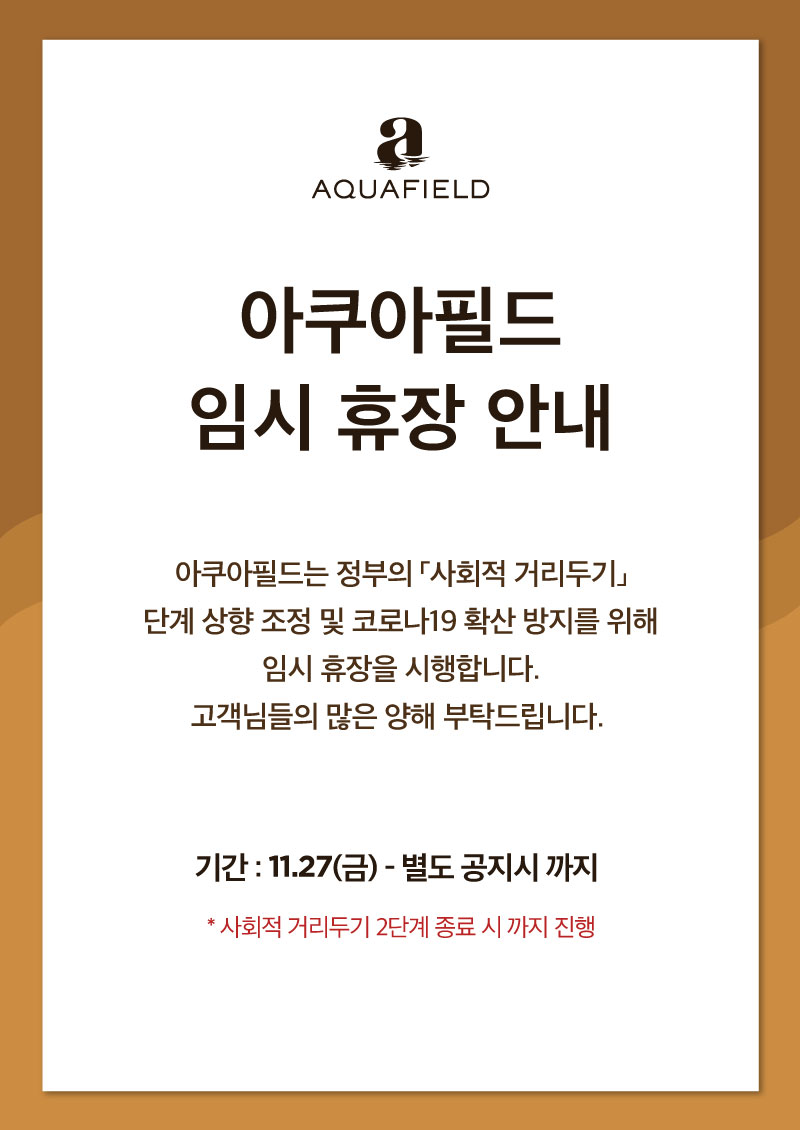 a
AQUAFIELD
아쿠아필드
임시 휴장 안내
아쿠아필드는 정부의 「사회적 거리두기」
단계 상향 조정 및 코로나19 확산 방지를 위해
임시 휴장을 시행합니다.
고객님들의 많은 양해 부탁드립니다.
기간 : 11.27(금) - 별도 공지시 까지
* 사회적 거리두기 2단계 종료 시 까지 진행